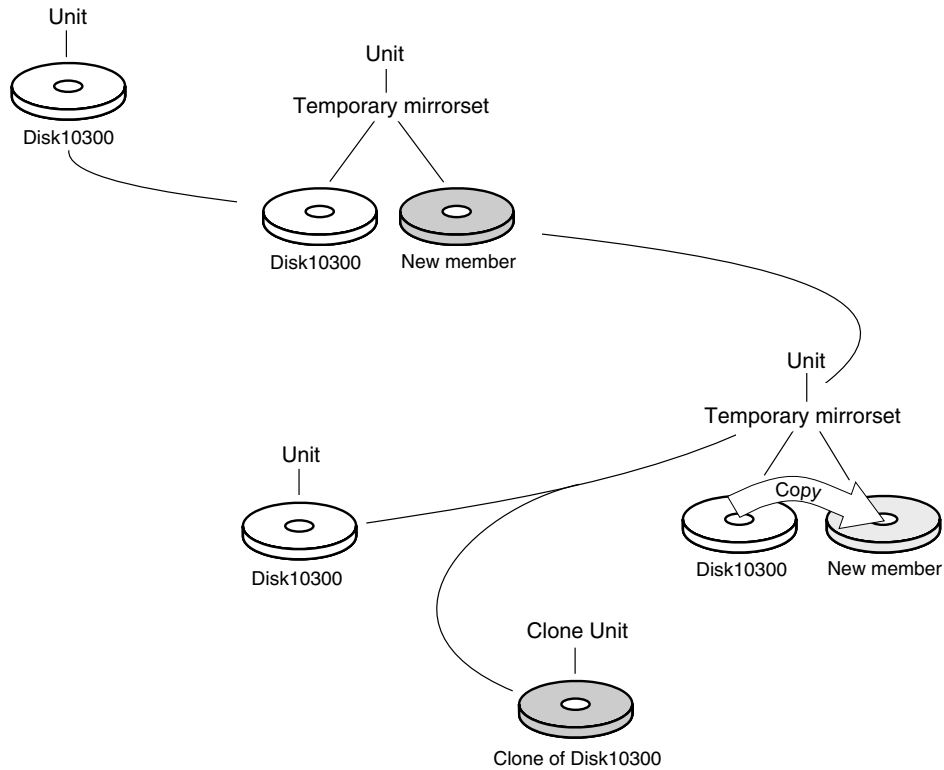 Unit
Disk10300
Unit
Temporary mirrorset
Disk10300
New member
Unit
Temporary mirrorset
Copy
Disk10300
New member
Unit
Disk10300
Clone Unit
Clone of Disk10300